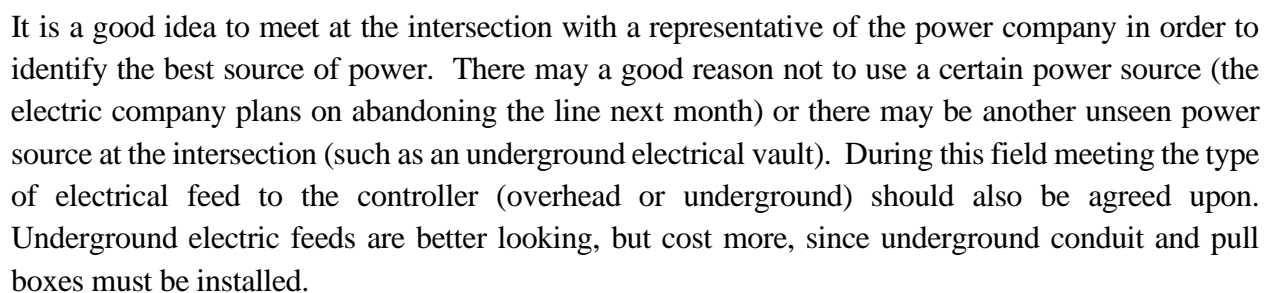 It is a good idea to meet at the intersection with a representative of the power company in order to
identify the best source of power.  There may a good reason not to use a certain power source (the
electric company plans on abandoning the line next month) or there may be another unseen power
source at the intersection (such as an underground electrical vault).  During this field meeting the type
of electrical feed to the controller (overhead or underground) should also be agreed upon.
Underground electric feeds are better looking, but cost more, since underground conduit and pull
boxes must be installed.